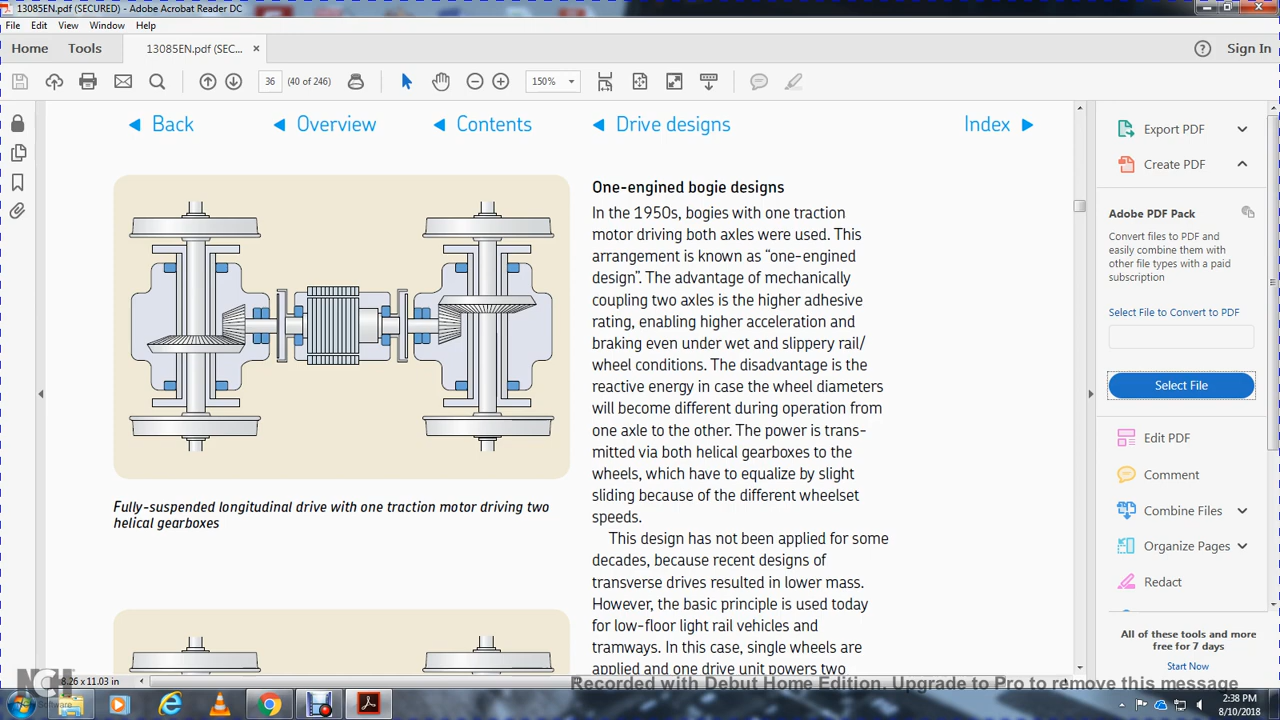 13085EN.pdf (SECURED) - Adobe Acrobat Reader DC
File Edit View Window Help
Home Tools 13085EN.pdf (SEC... × Sign In
36 (40 of 246) 150%
Back Overview Contents Drive designs Index
One-engined bogie designs
In the 1950s, bogies with one traction
motor driving both axles were used. This
arrangement is known as “one-engined
design”. The advantage of mechanically
coupling two axles is the higher adhesive
rating, enabling higher acceleration and
braking even under wet and slippery rail/
wheel conditions. The disadvantage is the
reactive energy in case the wheel diameters
will become different during operation from
one axle to the other. The power is trans-
mitted via both helical gearboxes to the
wheels, which have to equalize by slight
sliding because of the different wheelset
speeds.
This design has not been applied for some
decades, because recent designs of
transverse drives resulted in lower mass.
However, the basic principle is used today
for low-floor light rail vehicles and
tramways. In this case, single wheels are
applied and one drive unit powers two
Fully-suspended longitudinal drive with one traction motor driving two
helical gearboxes
Export PDF
Create PDF
Adobe PDF Pack
Convert files to PDF and
easily combine them with
other file types with a paid
subscription
Select File to Convert to PDF
Select File
Edit PDF
Comment
Combine Files
Organize Pages
Redact
All of these tools and more
free for 7 days
Start Now
8.26 x 11.03 in
NCH
Software
Recorded with Debut Home Edition. Upgrade to Pro to remove this message
2:38 PM
8/10/2018